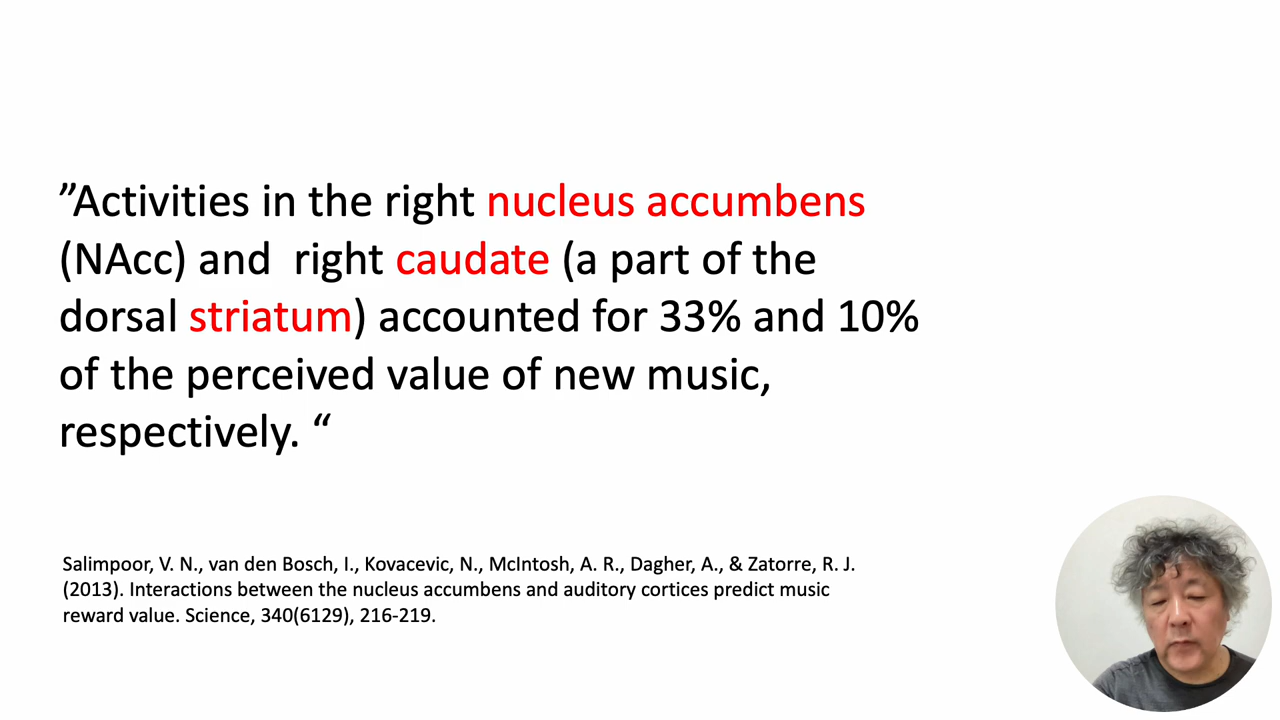 ”Activities in the right nucleus accumbens
(NAcc) and  right caudate (a part of the
dorsal striatum) accounted for 33% and 10%
of the perceived value of new music,
respectively. “
Salimpoor, V. N., van den Bosch, I., Kovacevic, N., McIntosh, A. R., Dagher, A., & Zatorre, R. J.
(2013). Interactions between the nucleus accumbens and auditory cortices predict music
reward value. Science, 340(6129), 216-219.